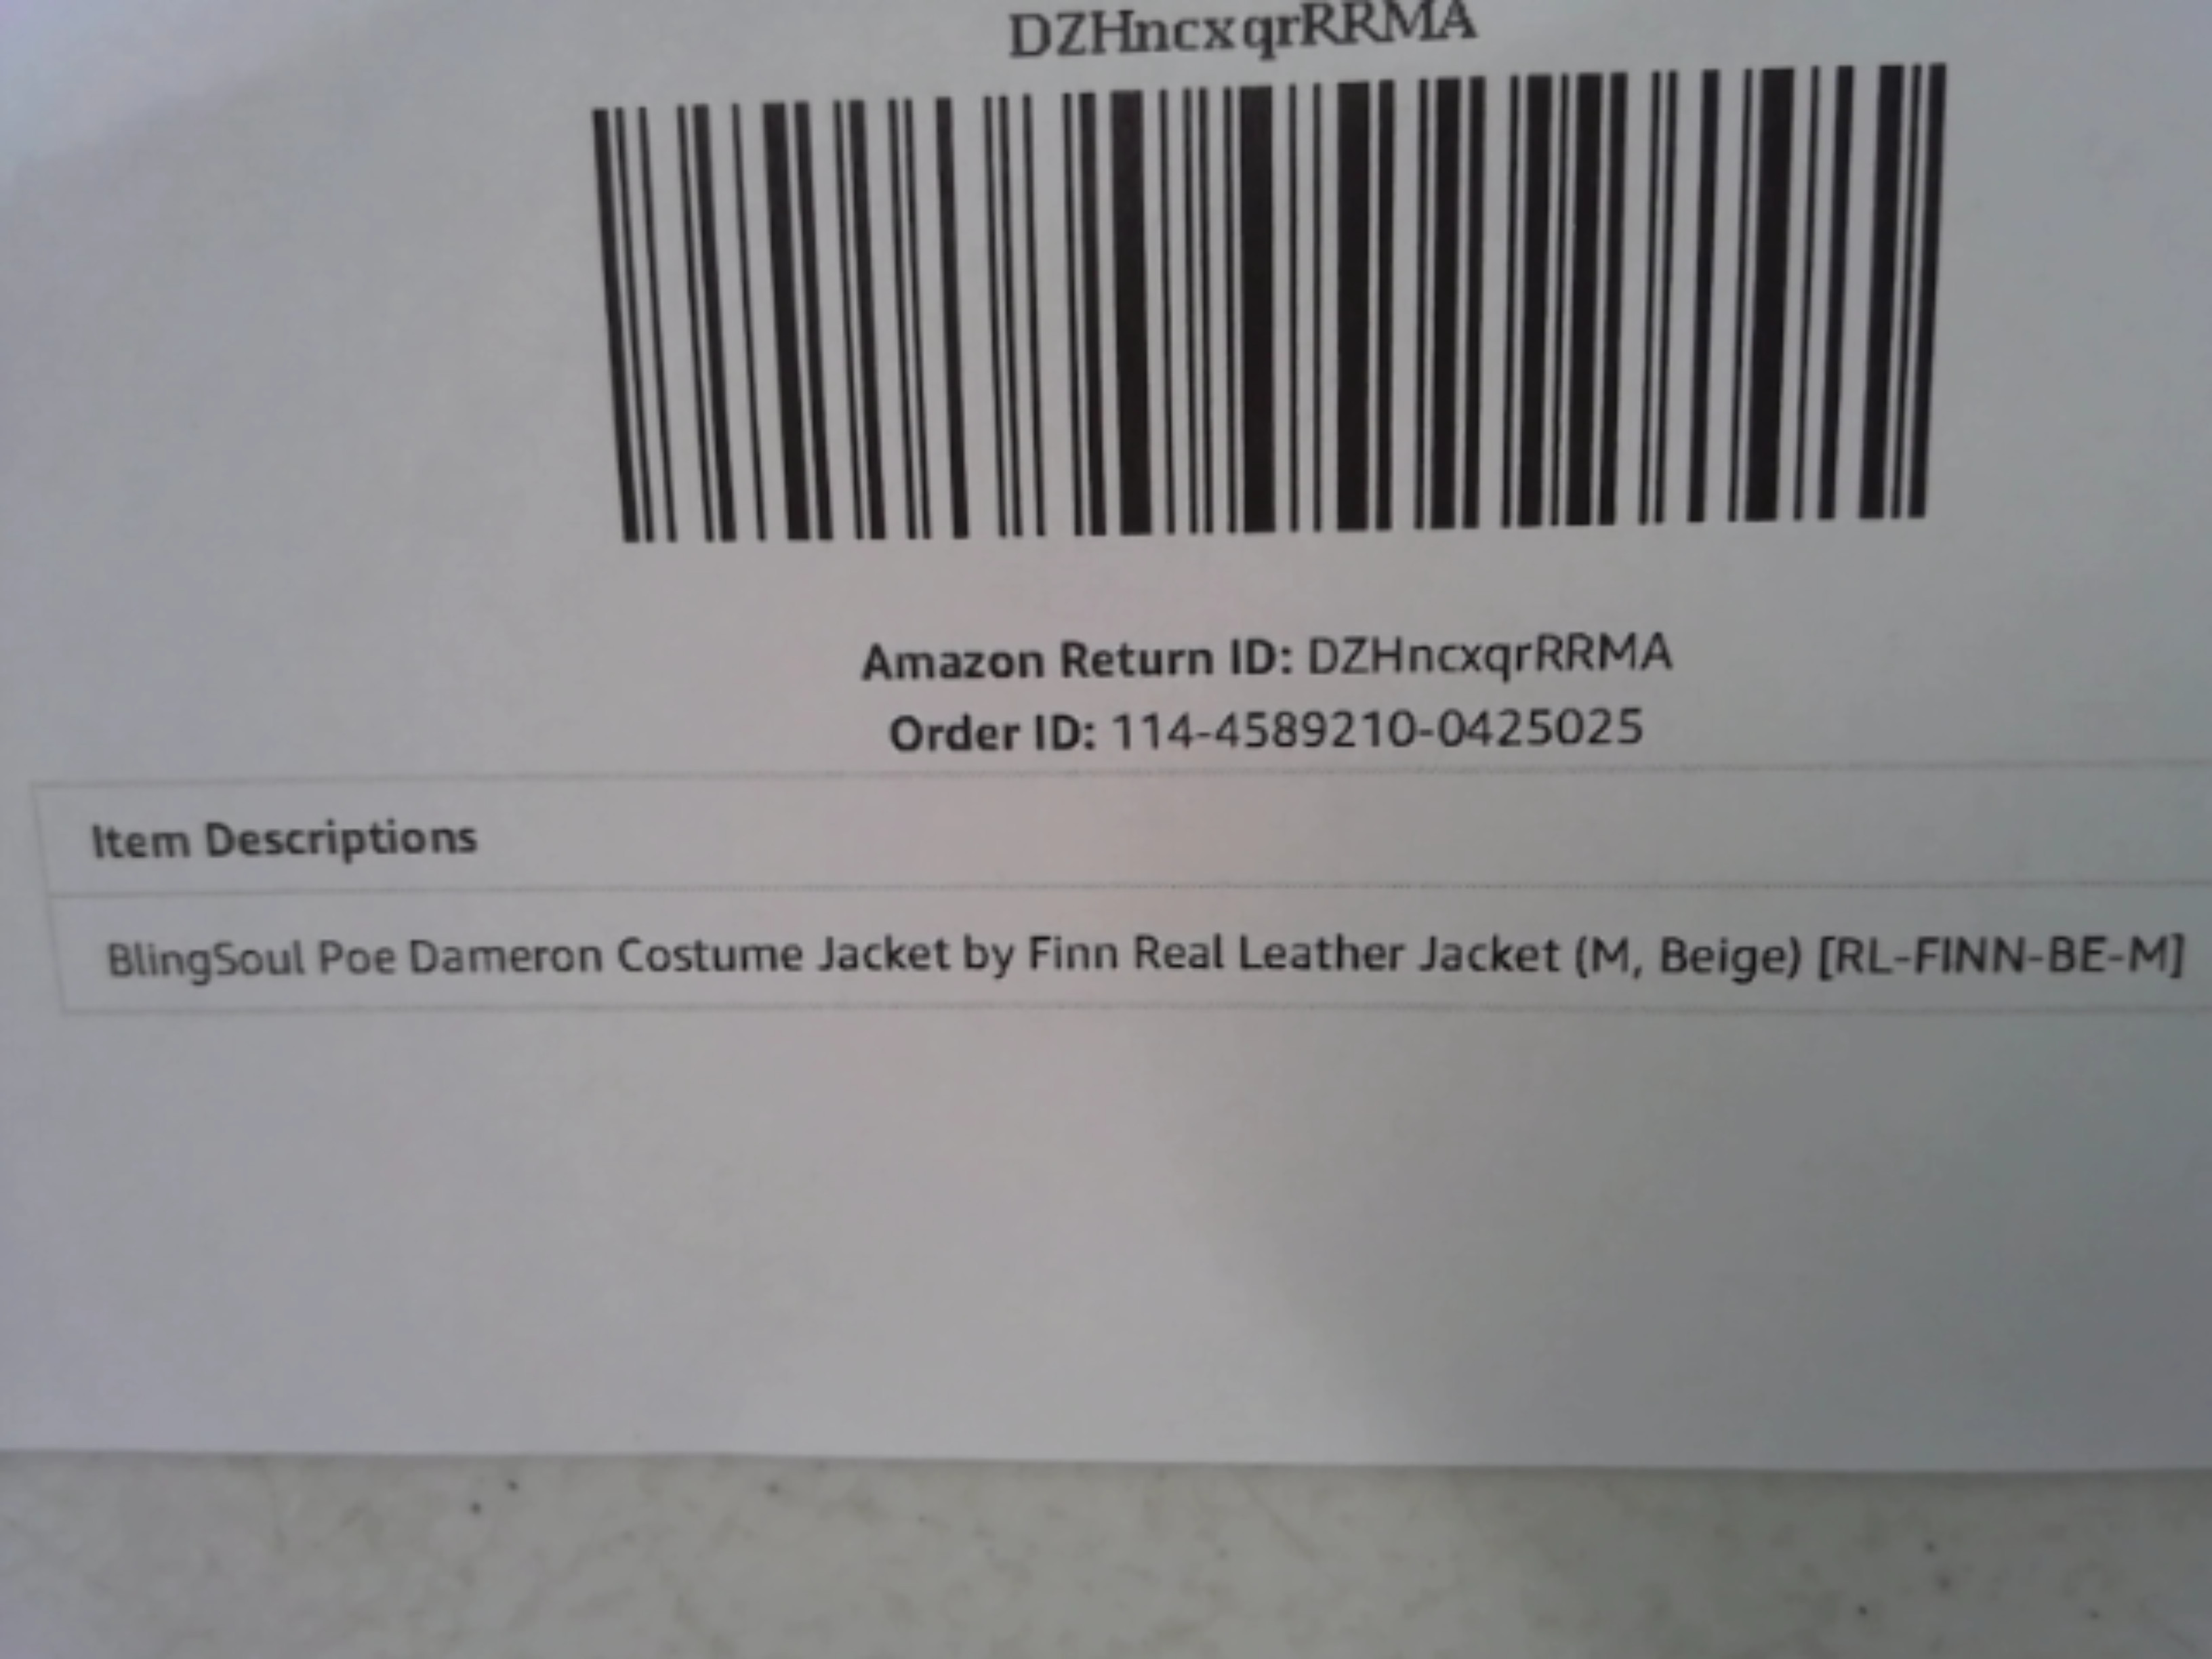 DZHncxqrRRMA
Amazon Return ID: DZHncxqrRRMA
Order ID: 114-4589210-0425025
Item Descriptions
BlingSoul Poe Dameron Costume Jacket by Finn Real Leather Jacket (M, Beige) [RL-FINN-BE-M]